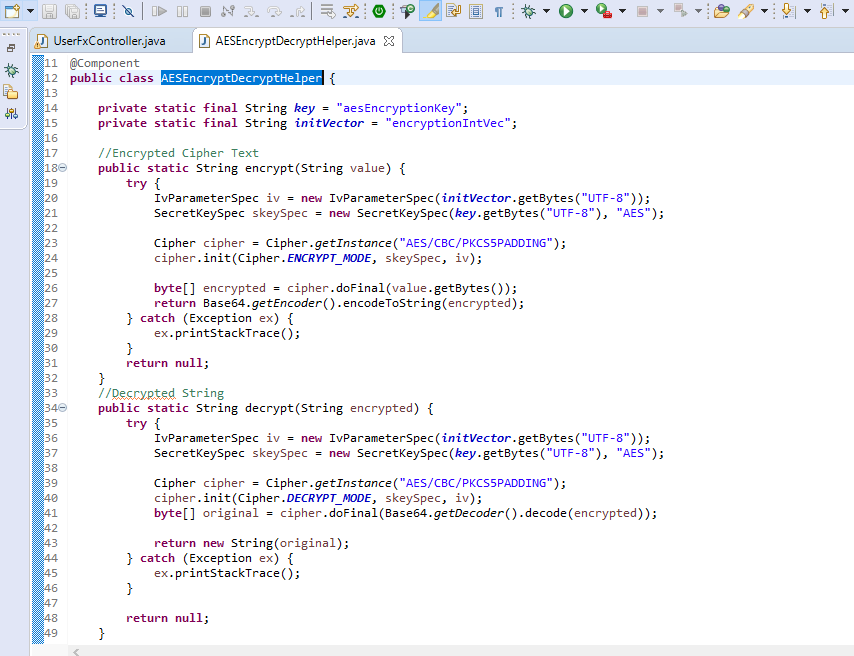 UserFxController.java
AESEncryptDecryptHelper.java
11 @Component
12 public class AESEncryptDecryptHelper {
13
14 private static final String key = "aesEncryptionKey";
15 private static final String initVector = "encryptionIntVec";
16
17 //Encrypted Cipher Text
18 public static String encrypt(String value) {
19 try {
20 IvParameterSpec iv = new IvParameterSpec(initVector.getBytes("UTF-8"));
21 SecretKeySpec skeySpec = new SecretKeySpec(key.getBytes("UTF-8"), "AES");
22
23 Cipher cipher = Cipher.getInstance("AES/CBC/PKCS5PADDING");
24 cipher.init(Cipher.ENCRYPT_MODE, skeySpec, iv);
25
26 byte[] encrypted = cipher.doFinal(value.getBytes());
27 return Base64.getEncoder().encodeToString(encrypted);
28 } catch (Exception ex) {
29 ex.printStackTrace();
30 }
31 return null;
32 }
33 //Decrypted String
34 public static String decrypt(String encrypted) {
35 try {
36 IvParameterSpec iv = new IvParameterSpec(initVector.getBytes("UTF-8"));
37 SecretKeySpec skeySpec = new SecretKeySpec(key.getBytes("UTF-8"), "AES");
38
39 Cipher cipher = Cipher.getInstance("AES/CBC/PKCS5PADDING");
40 cipher.init(Cipher.DECRYPT_MODE, skeySpec, iv);
41 byte[] original = cipher.doFinal(Base64.getDecoder().decode(encrypted));
42
43 return new String(original);
44 } catch (Exception ex) {
45 ex.printStackTrace();
46 }
47
48 return null;
49 }